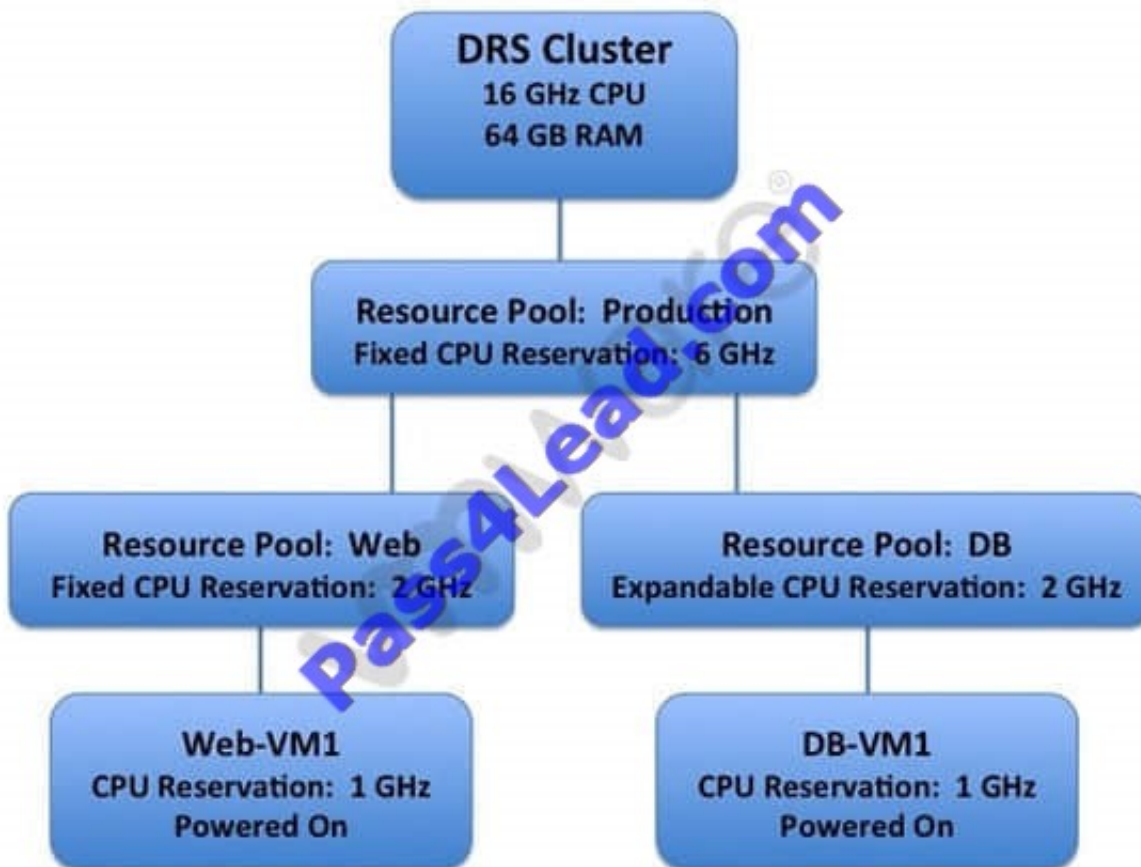 DRS Cluster
16 GHz CPU
64 GB RAM
Resource Pool: Production
Fixed CPU Reservation: 6 GHz
Resource Pool: Web
Fixed CPU Reservation: 2 GHz
Resource Pool: DB
Expandable CPU Reservation: 2 GHz
Pass4Lead.com
Web-VM1
CPU Reservation: 1 GHz
Powered On
DB-VM1
CPU Reservation: 1 GHz
Powered On